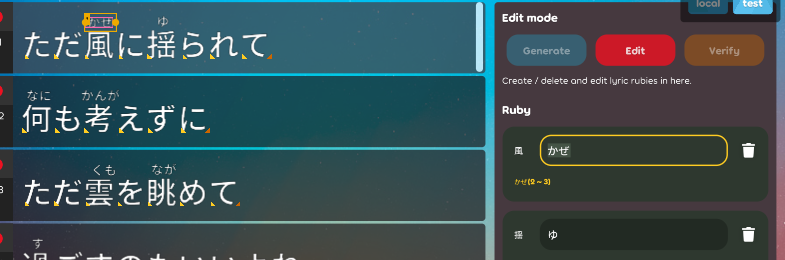 かぜ ゆ
ただ風に揺られて
なに かんが
何も考えずに
2
くも なが
ただ雲を眺めて
3
す
local test
Edit mode
Generate Edit Verify
Create / delete and edit lyric rubies in here.
Ruby
風 かぜ
かぜ(2 ~ 3)
揺 ゆ